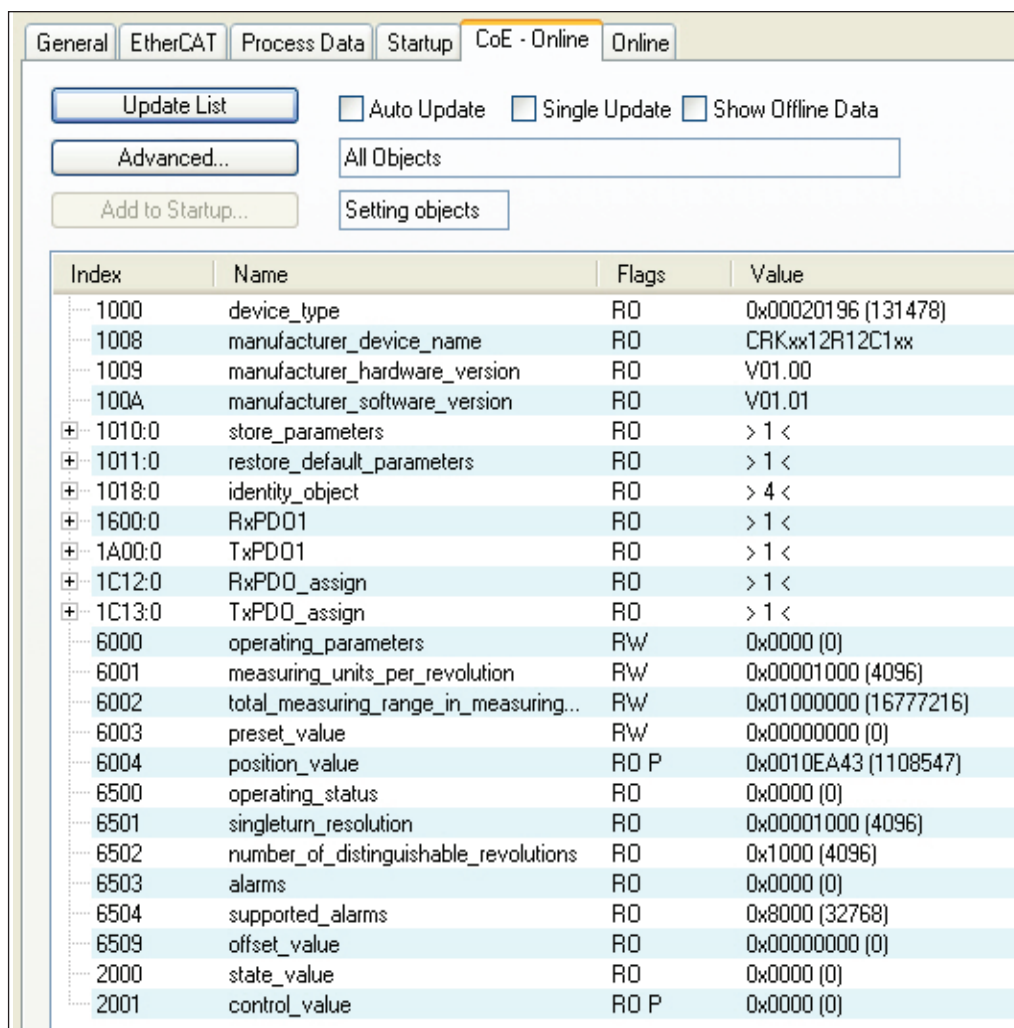 General EtherCAT Process Data Startup CoE - Online Online
Update List Auto Update Single Update Show Offline Data
Advanced... All Objects
Add to Startup... Setting objects
Index Name Flags Value
1000 device_type RO 0x00020196 (131478)
1008 manufacturer_device_name RO CRKxx12R12C1xx
1009 manufacturer_hardware_version RO V01.00
100A manufacturer_software_version RO V01.01
1010:0 store_parameters RO > 1 <
1011:0 restore_default_parameters RO > 1 <
1018:0 identity_object RO > 4 <
1600:0 RxPDO1 RO > 1 <
1A00:0 TxPDO1 RO > 1 <
1C12:0 RxPDO_assign RO > 1 <
1C13:0 TxPDO_assign RO > 1 <
6000 operating_parameters RW 0x0000 (0)
6001 measuring_units_per_revolution RW 0x00001000 (4096)
6002 total_measuring_range_in_measuring... RW 0x01000000 (16777216)
6003 preset_value RW 0x00000000 (0)
6004 position_value RO P 0x0010EA43 (1108547)
6500 operating_status RO 0x0000 (0)
6501 singleturn_resolution RO 0x00001000 (4096)
6502 number_of_distinguishable_revolutions RO 0x1000 (4096)
6503 alarms RO 0x0000 (0)
6504 supported_alarms RO 0x8000 (32768)
6509 offset_value RO 0x00000000 (0)
2000 state_value RO 0x0000 (0)
2001 control_value RO P 0x0000 (0)